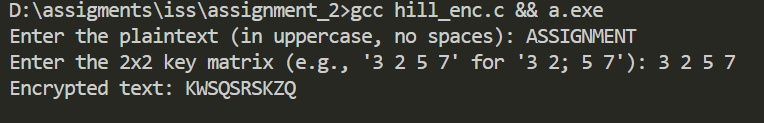 D:\assigments\iss\assignment_2>gcc hill_enc.c && a.exe
Enter the plaintext (in uppercase, no spaces): ASSIGNMENT
Enter the 2x2 key matrix (e.g., '3 2 5 7' for '3 2; 5 7'): 3 2 5 7
Encrypted text: KWSQSRSKZQ